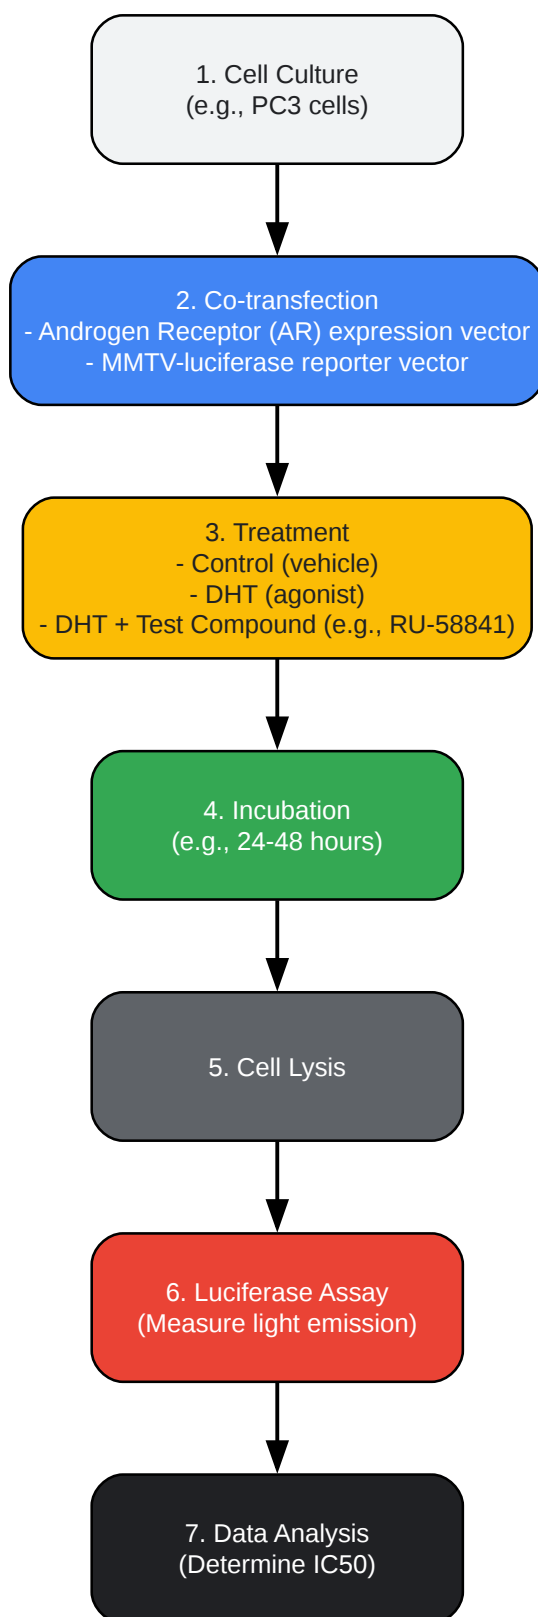 1. Cell Culture
(e.g., PC3 cells)
2. Co-transfection
- Androgen Receptor (AR) expression vector
- MMTV-luciferase reporter vector
3. Treatment
- Control (vehicle)
- DHT (agonist)
- DHT + Test Compound (e.g., RU-58841)
4. Incubation
(e.g., 24-48 hours)
5. Cell Lysis
6. Luciferase Assay
(Measure light emission)
7. Data Analysis
(Determine IC50)